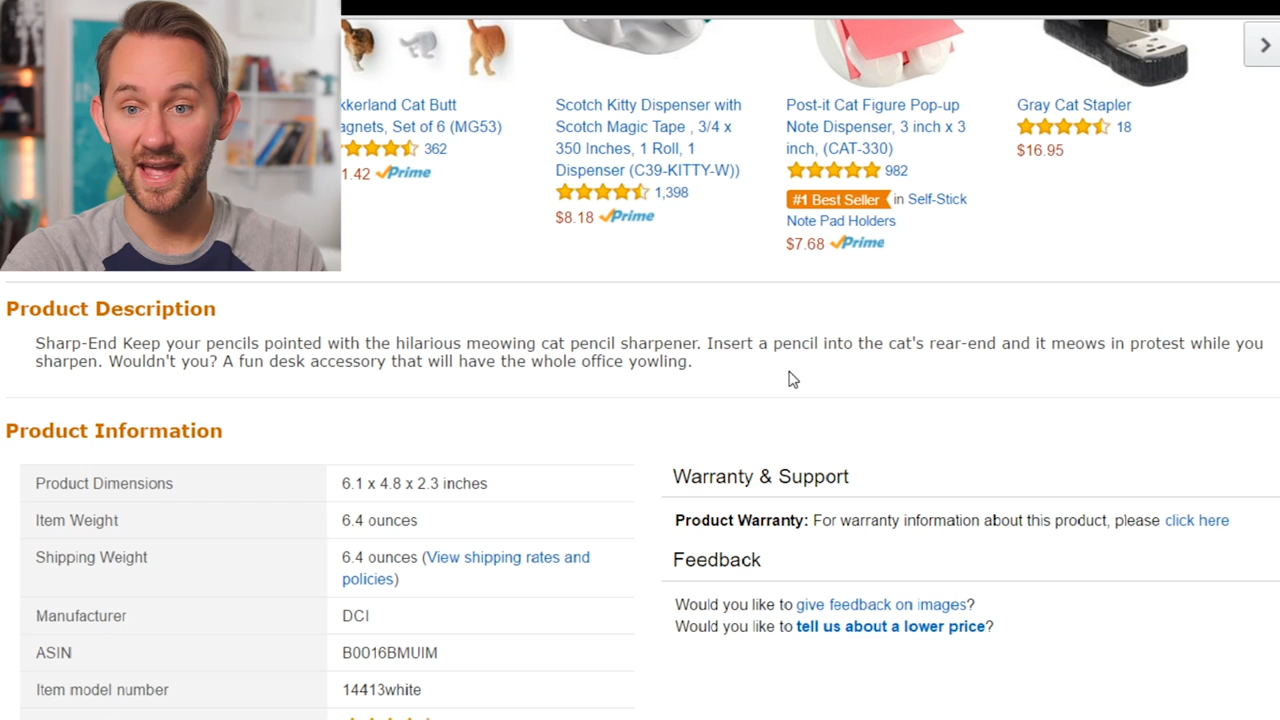 kkerland Cat Butt
agnets, Set of 6 (MG53)
362
1.42 Prime
Scotch Kitty Dispenser with
Scotch Magic Tape , 3/4 x
350 Inches, 1 Roll, 1
Dispenser (C39-KITTY-W))
1,398
$8.18 Prime
Post-it Cat Figure Pop-up
Note Dispenser, 3 inch x 3
inch, (CAT-330)
982
#1 Best Seller in Self-Stick
Note Pad Holders
$7.68 Prime
Gray Cat Stapler
18
$16.95
Product Description
Sharp-End Keep your pencils pointed with the hilarious meowing cat pencil sharpener. Insert a pencil into the cat's rear-end and it meows in protest while you
sharpen. Wouldn't you? A fun desk accessory that will have the whole office yowling.
Product Information
Product Dimensions 6.1 x 4.8 x 2.3 inches
Item Weight 6.4 ounces
Shipping Weight 6.4 ounces (View shipping rates and
policies)
Manufacturer DCI
ASIN B0016BMUIM
Item model number 14413white
Warranty & Support
Product Warranty: For warranty information about this product, please click here
Feedback
Would you like to give feedback on images?
Would you like to tell us about a lower price?